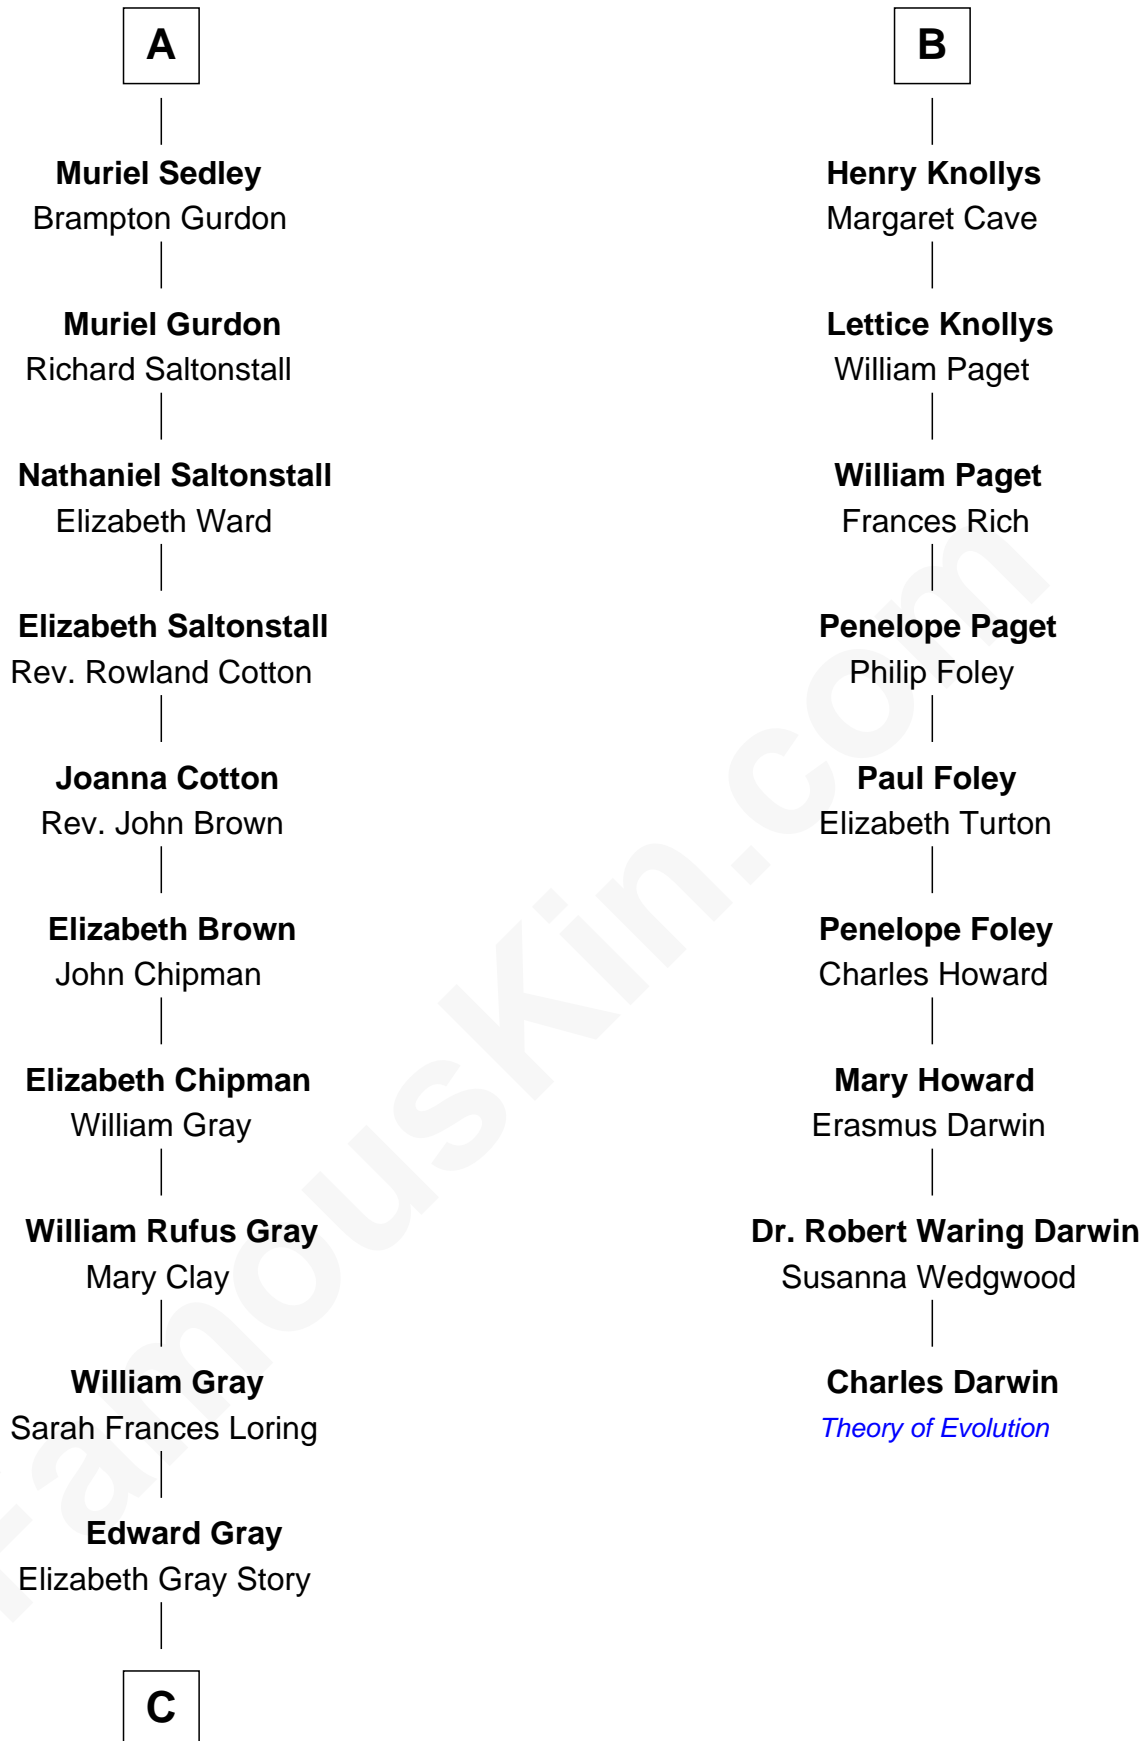 A
Muriel Sedley
Brampton Gurdon
Muriel Gurdon
Richard Saltonstall
Nathaniel Saltonstall
Elizabeth Ward
Elizabeth Saltonstall
Rev. Rowland Cotton
Joanna Cotton
Rev. John Brown
Elizabeth Brown
John Chipman
Elizabeth Chipman
William Gray
William Rufus Gray
Mary Clay
William Gray
Sarah Frances Loring
Edward Gray
Elizabeth Gray Story
C
B
Henry Knollys
Margaret Cave
Lettice Knollys
William Paget
William Paget
Frances Rich
Penelope Paget
Philip Foley
Paul Foley
Elizabeth Turton
Penelope Foley
Charles Howard
Mary Howard
Erasmus Darwin
Dr. Robert Waring Darwin
Susanna Wedgwood
Charles Darwin
Theory of Evolution
FamousKin.com